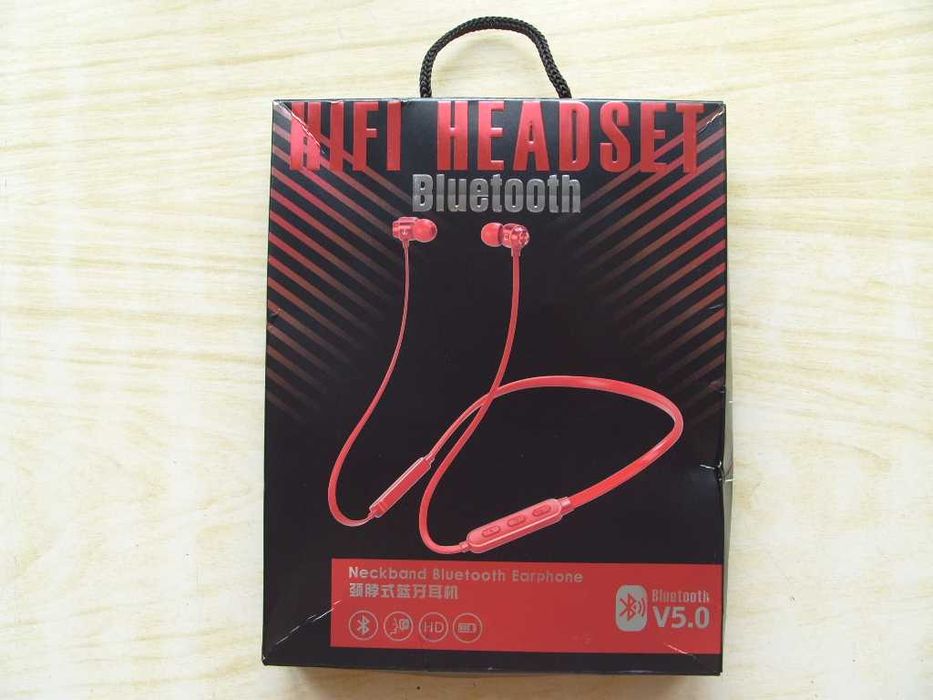 HIFI HEADSET
Bluetooth
Neckband Bluetooth Earphone
颈脖式蓝牙耳机
HD
Bluetooth
V5.0